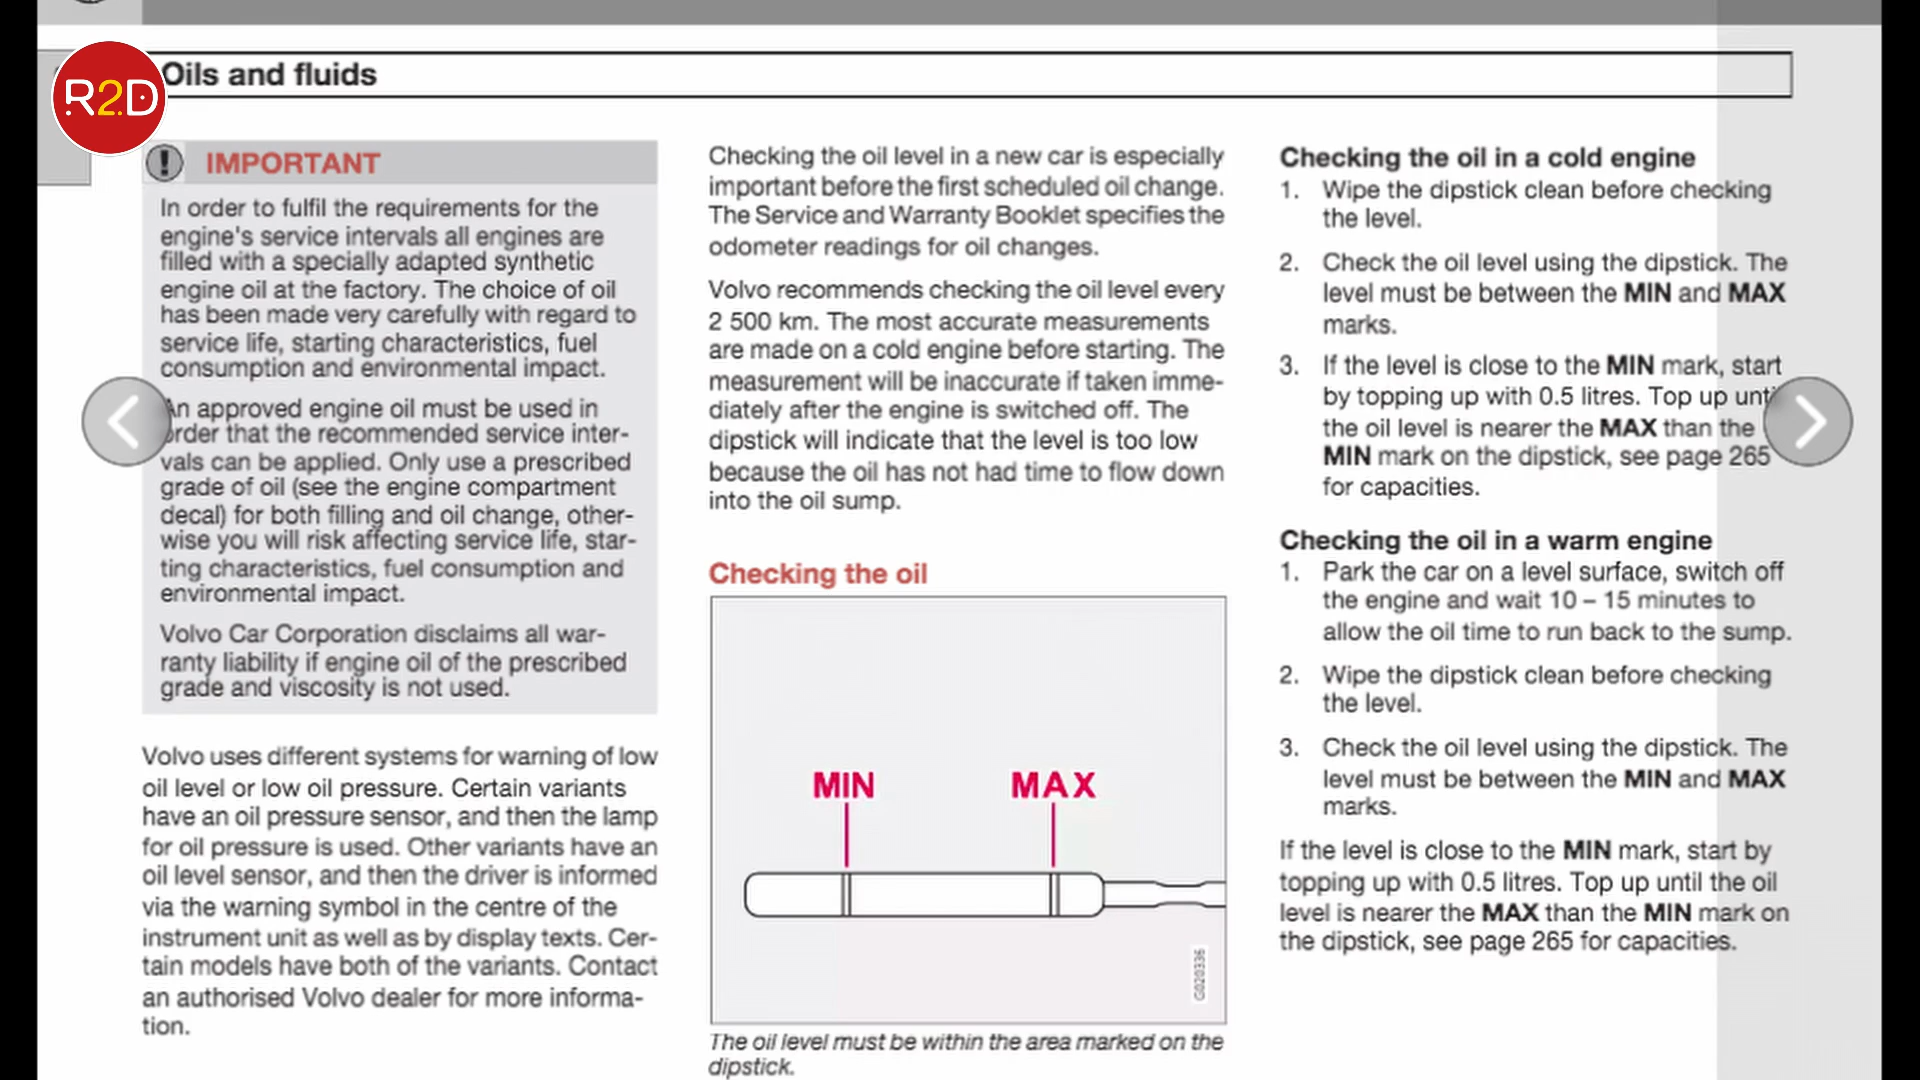 R2D
Oils and fluids
IMPORTANT
In order to fulfil the requirements for the
engine's service intervals all engines are
filled with a specially adapted synthetic
engine oil at the factory. The choice of oil
has been made very carefully with regard to
service life, starting characteristics, fuel
consumption and environmental impact.
An approved engine oil must be used in
order that the recommended service inter-
vals can be applied. Only use a prescribed
grade of oil (see the engine compartment
decal) for both filling and oil change, other-
wise you will risk affecting service life, star-
ting characteristics, fuel consumption and
environmental impact.
Volvo Car Corporation disclaims all war-
ranty liability if engine oil of the prescribed
grade and viscosity is not used.
Volvo uses different systems for warning of low
oil level or low oil pressure. Certain variants
have an oil pressure sensor, and then the lamp
for oil pressure is used. Other variants have an
oil level sensor, and then the driver is informed
via the warning symbol in the centre of the
instrument unit as well as by display texts. Cer-
tain models have both of the variants. Contact
an authorised Volvo dealer for more informa-
tion.
Checking the oil level in a new car is especially
important before the first scheduled oil change.
The Service and Warranty Booklet specifies the
odometer readings for oil changes.
Volvo recommends checking the oil level every
2 500 km. The most accurate measurements
are made on a cold engine before starting. The
measurement will be inaccurate if taken imme-
diately after the engine is switched off. The
dipstick will indicate that the level is too low
because the oil has not had time to flow down
into the oil sump.
Checking the oil
MIN MAX
G020336
The oil level must be within the area marked on the
dipstick.
Checking the oil in a cold engine
1. Wipe the dipstick clean before checking
the level.
2. Check the oil level using the dipstick. The
level must be between the MIN and MAX
marks.
3. If the level is close to the MIN mark, start
by topping up with 0.5 litres. Top up until
the oil level is nearer the MAX than the
MIN mark on the dipstick, see page 265
for capacities.
Checking the oil in a warm engine
1. Park the car on a level surface, switch off
the engine and wait 10 – 15 minutes to
allow the oil time to run back to the sump.
2. Wipe the dipstick clean before checking
the level.
3. Check the oil level using the dipstick. The
level must be between the MIN and MAX
marks.
If the level is close to the MIN mark, start by
topping up with 0.5 litres. Top up until the oil
level is nearer the MAX than the MIN mark on
the dipstick, see page 265 for capacities.